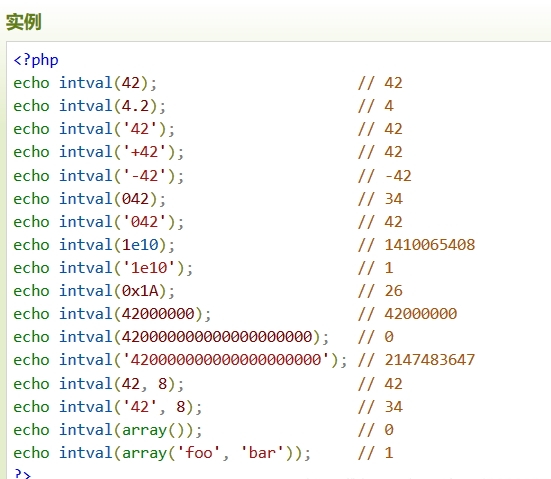 实例
<?php
echo intval(42);                      // 42
echo intval(4.2);                     // 4
echo intval('42');                    // 42
echo intval('+42');                   // 42
echo intval('-42');                   // -42
echo intval(042);                     // 34
echo intval('042');                   // 42
echo intval(1e10);                    // 1410065408
echo intval('1e10');                  // 1
echo intval(0x1A);                    // 26
echo intval(42000000);                // 42000000
echo intval(420000000000000000000);   // 0
echo intval('420000000000000000000'); // 2147483647
echo intval(42, 8);                   // 42
echo intval('42', 8);                 // 34
echo intval(array());                 // 0
echo intval(array('foo', 'bar'));     // 1
?>